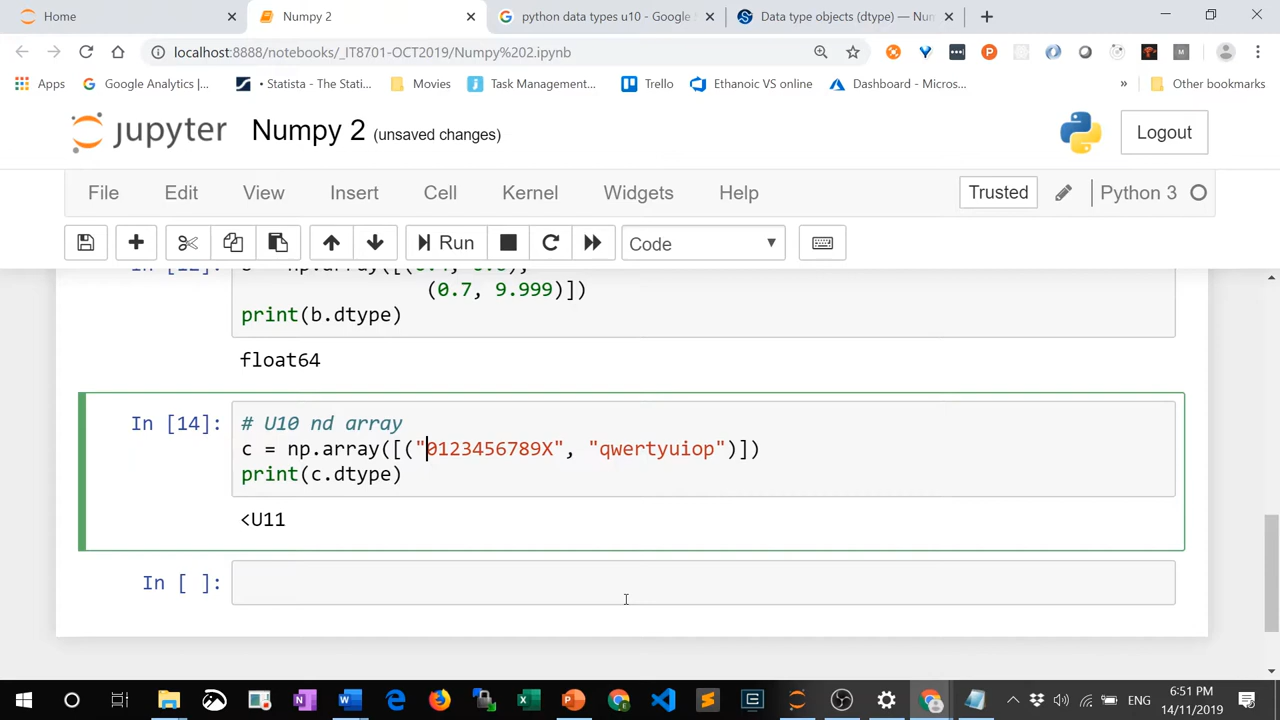 Home
Numpy 2
python data types u10 - Google
Data type objects (dtype) — Num
localhost:8888/notebooks/_IT8701-OCT2019/Numpy%202.ipynb
Apps
Google Analytics |...
• Statista - The Stati...
Movies
Task Management...
Trello
Ethanoic VS online
Dashboard - Micros...
»
Other bookmarks
jupyter
Numpy 2 (unsaved changes)
Logout
File
Edit
View
Insert
Cell
Kernel
Widgets
Help
Trusted
Python 3
Run
Code
(0.7, 9.999)])
print(b.dtype)
float64
In [14]:
# U10 nd array
c = np.array([("0123456789X", "qwertyuiop")])
print(c.dtype)
<U11
In [ ]:
ENG
6:51 PM
14/11/2019